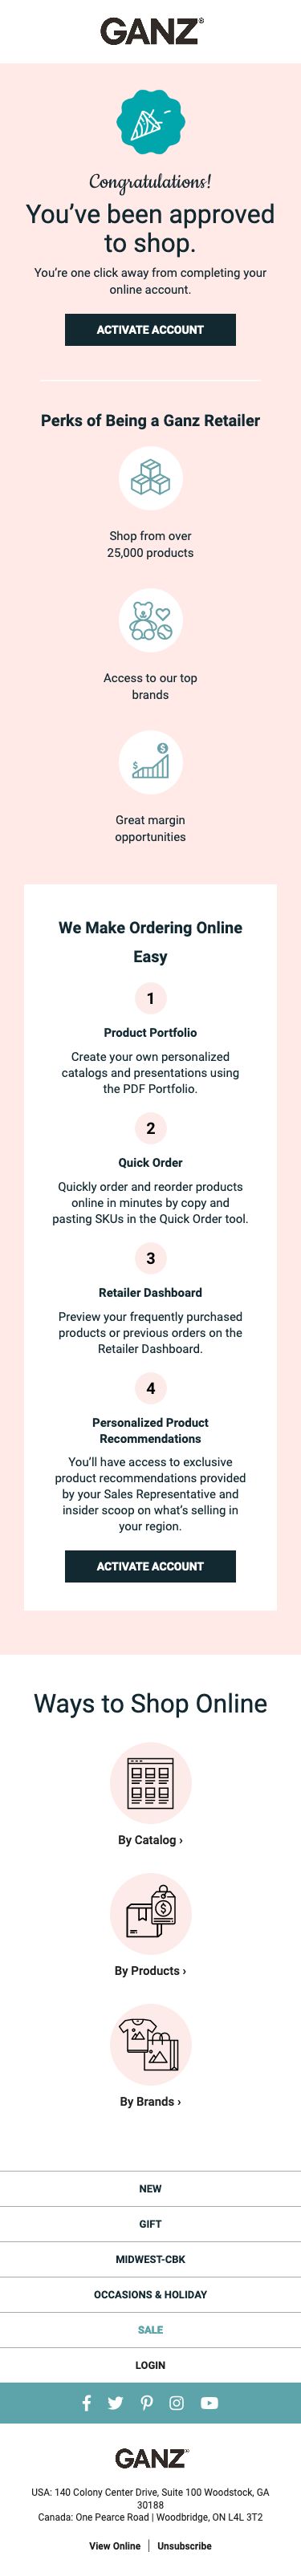 GANZ®
Congratulations!
You've been approved
to shop.
You're one click away from completing your
online account.
ACTIVATE ACCOUNT
Perks of Being a Ganz Retailer
Shop from over
25,000 products
Access to our top
brands
$ $
Great margin
opportunities
We Make Ordering Online
Easy
1
Product Portfolio
Create your own personalized
catalogs and presentations using
the PDF Portfolio.
2
Quick Order
Quickly order and reorder products
online in minutes by copy and
pasting SKUs in the Quick Order tool.
3
Retailer Dashboard
Preview your frequently purchased
products or previous orders on the
Retailer Dashboard.
4
Personalized Product
Recommendations
You'll have access to exclusive
product recommendations provided
by your Sales Representative and
insider scoop on what's selling in
your region.
ACTIVATE ACCOUNT
Ways to Shop Online
By Catalog ›
$
By Products ›
By Brands ›
NEW
GIFT
MIDWEST-CBK
OCCASIONS & HOLIDAY
SALE
LOGIN
GANZ®
USA: 140 Colony Center Drive, Suite 100 Woodstock, GA
30188
Canada: One Pearce Road | Woodbridge, ON L4L 3T2
View Online | Unsubscribe